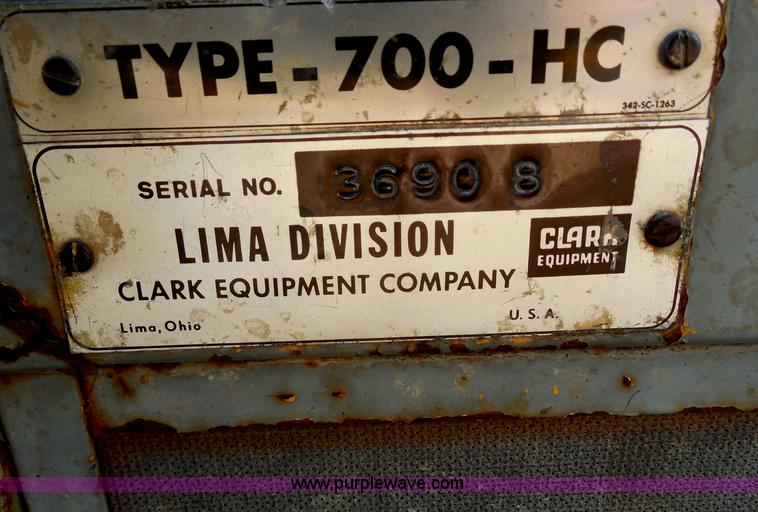 TYPE-700-HC
342-SC-1263
SERIAL NO. 3690 8
LIMA DIVISION
CLARK EQUIPMENT
CLARK EQUIPMENT COMPANY
Lima, Ohio
U. S. A.
www.purplewave.com